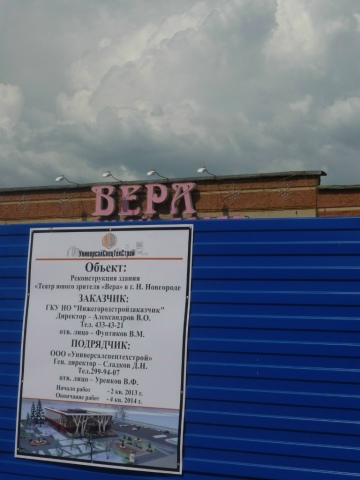 ВЕРА
УниверсалСпецТехСтрой
Объект:
Реконструкция здания
«Театр юного зрителя «Вера» в г. Н. Новгороде
ЗАКАЗЧИК:
ГКУ НО "Нижегородстройзаказчик"
Директор – Александров В.О.
Тел. 433-43-21
отв. лицо – Фунтиков В.М.
ПОДРЯДЧИК:
ООО «Универсалспецтехстрой»
Ген. директор – Сладков Д.Н.
Тел.299-94-07
отв. лицо – Уренков В.Ф.
Начало работ - 2 кв. 2013 г.
Окончание работ - 4 кв. 2014 г.